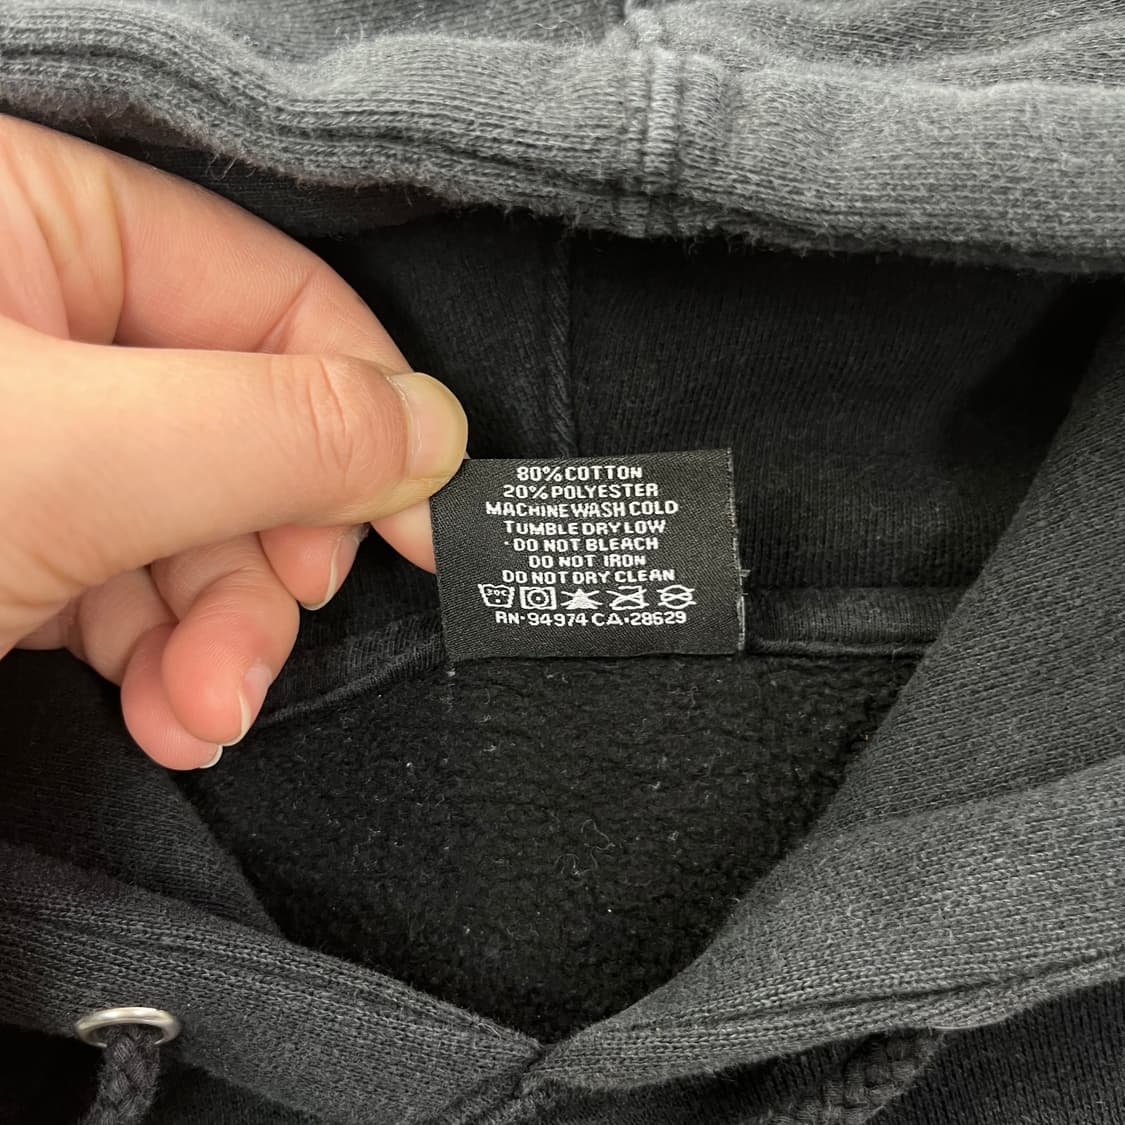 80% COTTON
20% POLYESTER
MACHINE WASH COLD
TUMBLE DRY LOW
·DO NOT BLEACH
DO NOT IRON
DO NOT DRY CLEAN
30C
RN·94974 CA·28629